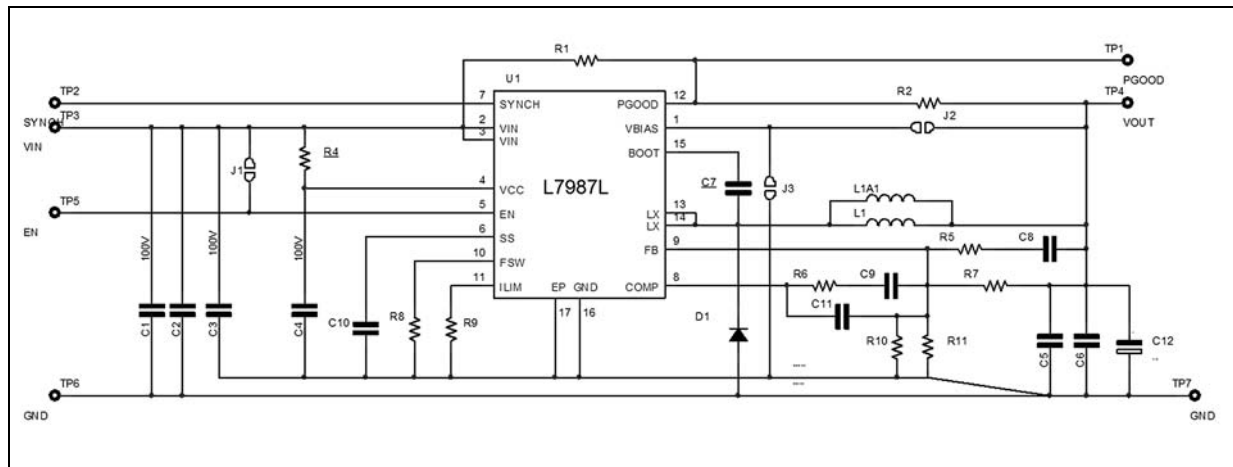 R1
TP1
PGOOD
U1
TP2
7
SYNCH
PGOOD
12
R2
TP4
VOUT
SYNCH
TP3
VIN
2
VIN
3
VIN
VBIAS
1
J2
BOOT
15
J1
R4
C7
J3
L1A1
L1
4
VCC
L7987L
TP5
EN
5
EN
LX
13
LX
14
6
SS
FB
9
R5
C8
100V
100V
100V
10
FSW
11
ILIM
COMP
8
R6
C9
R7
C11
EP
GND
17
16
D1
C1
C2
C3
C4
C10
R8
R9
R10
R11
C5
C6
C12
TP6
GND
TP7
GND